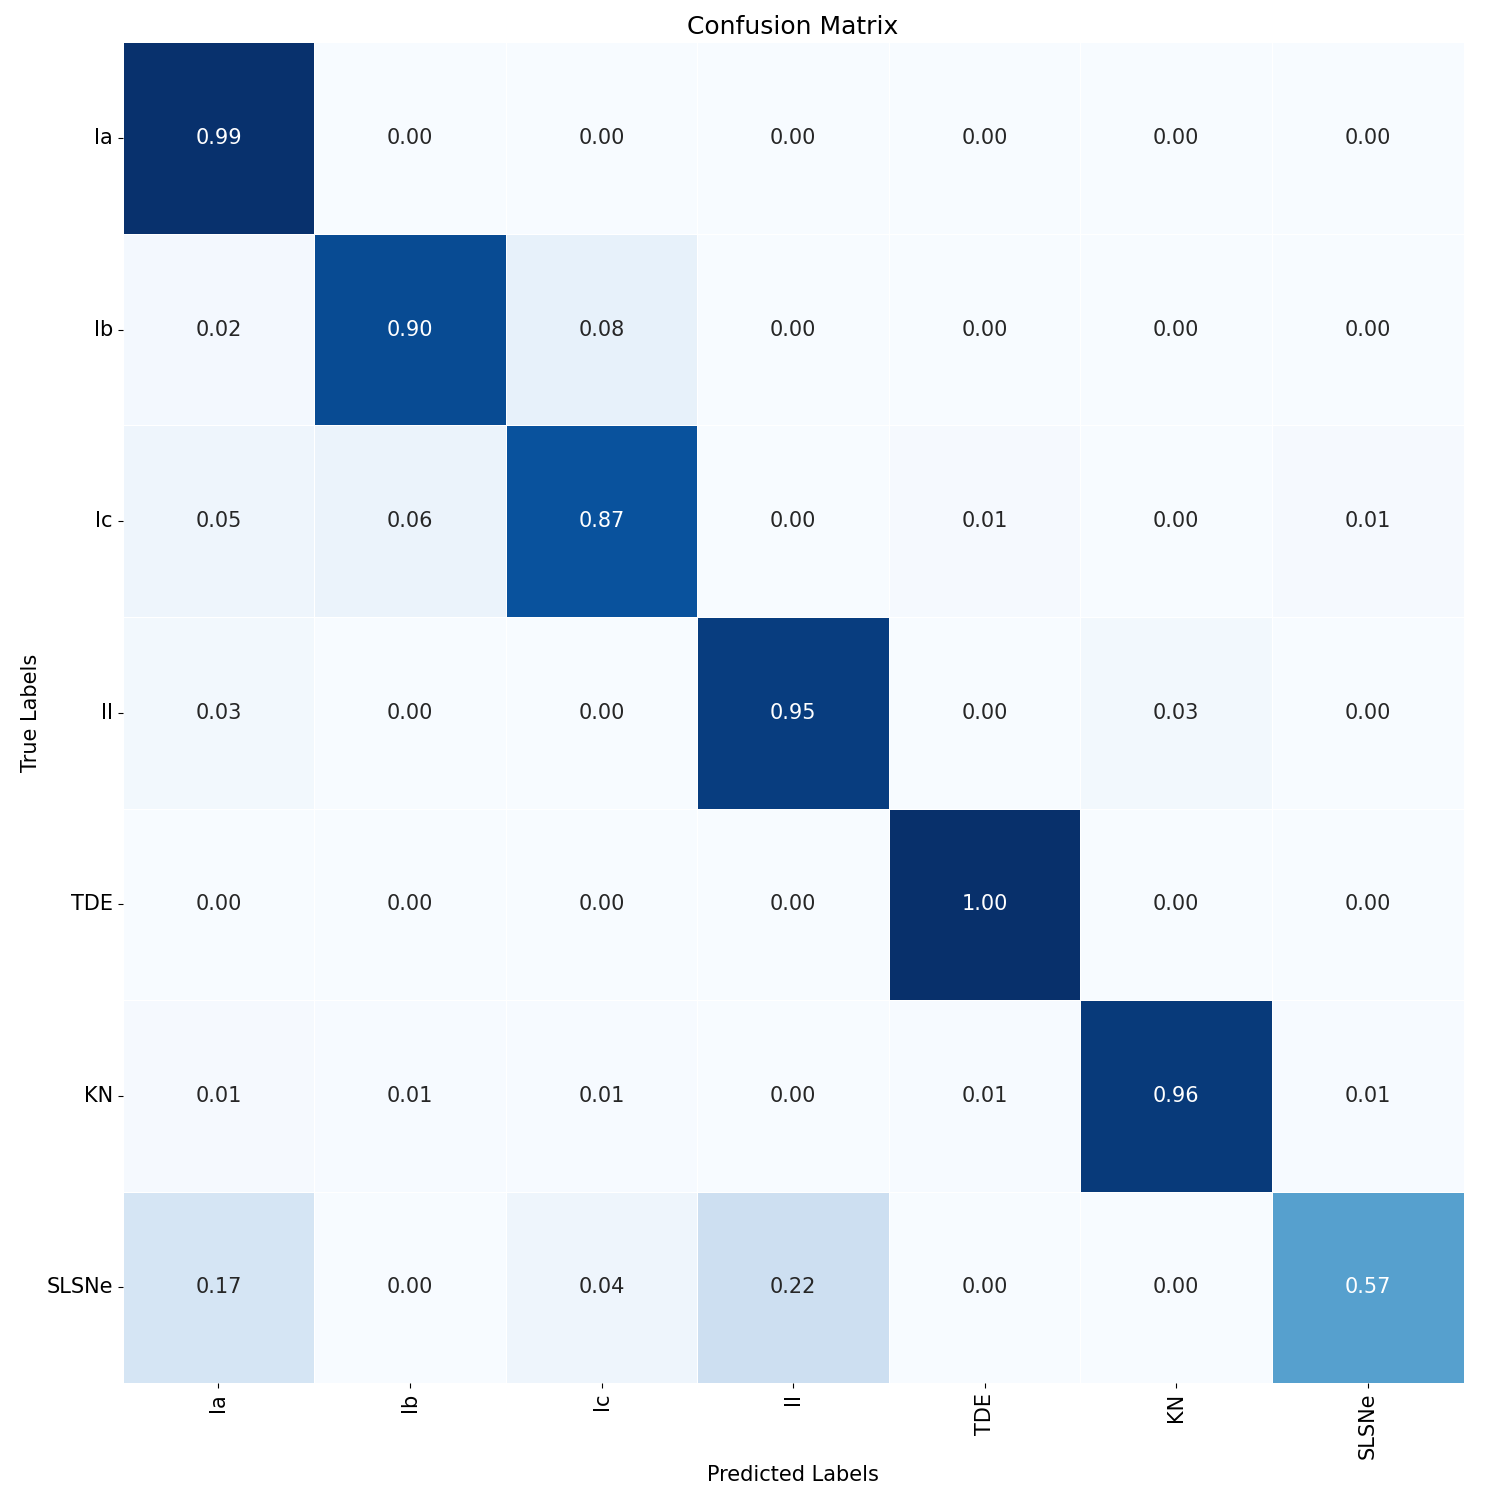 Confusion Matrix
Ia 0.99 0.00 0.00 0.00 0.00 0.00 0.00
Ib 0.02 0.90 0.08 0.00 0.00 0.00 0.00
Ic 0.05 0.06 0.87 0.00 0.01 0.00 0.01
II 0.03 0.00 0.00 0.95 0.00 0.03 0.00
TDE 0.00 0.00 0.00 0.00 1.00 0.00 0.00
KN 0.01 0.01 0.01 0.00 0.01 0.96 0.01
SLSNe 0.17 0.00 0.04 0.22 0.00 0.00 0.57
True Labels
Ia Ib Ic II TDE KN SLSNe
Predicted Labels